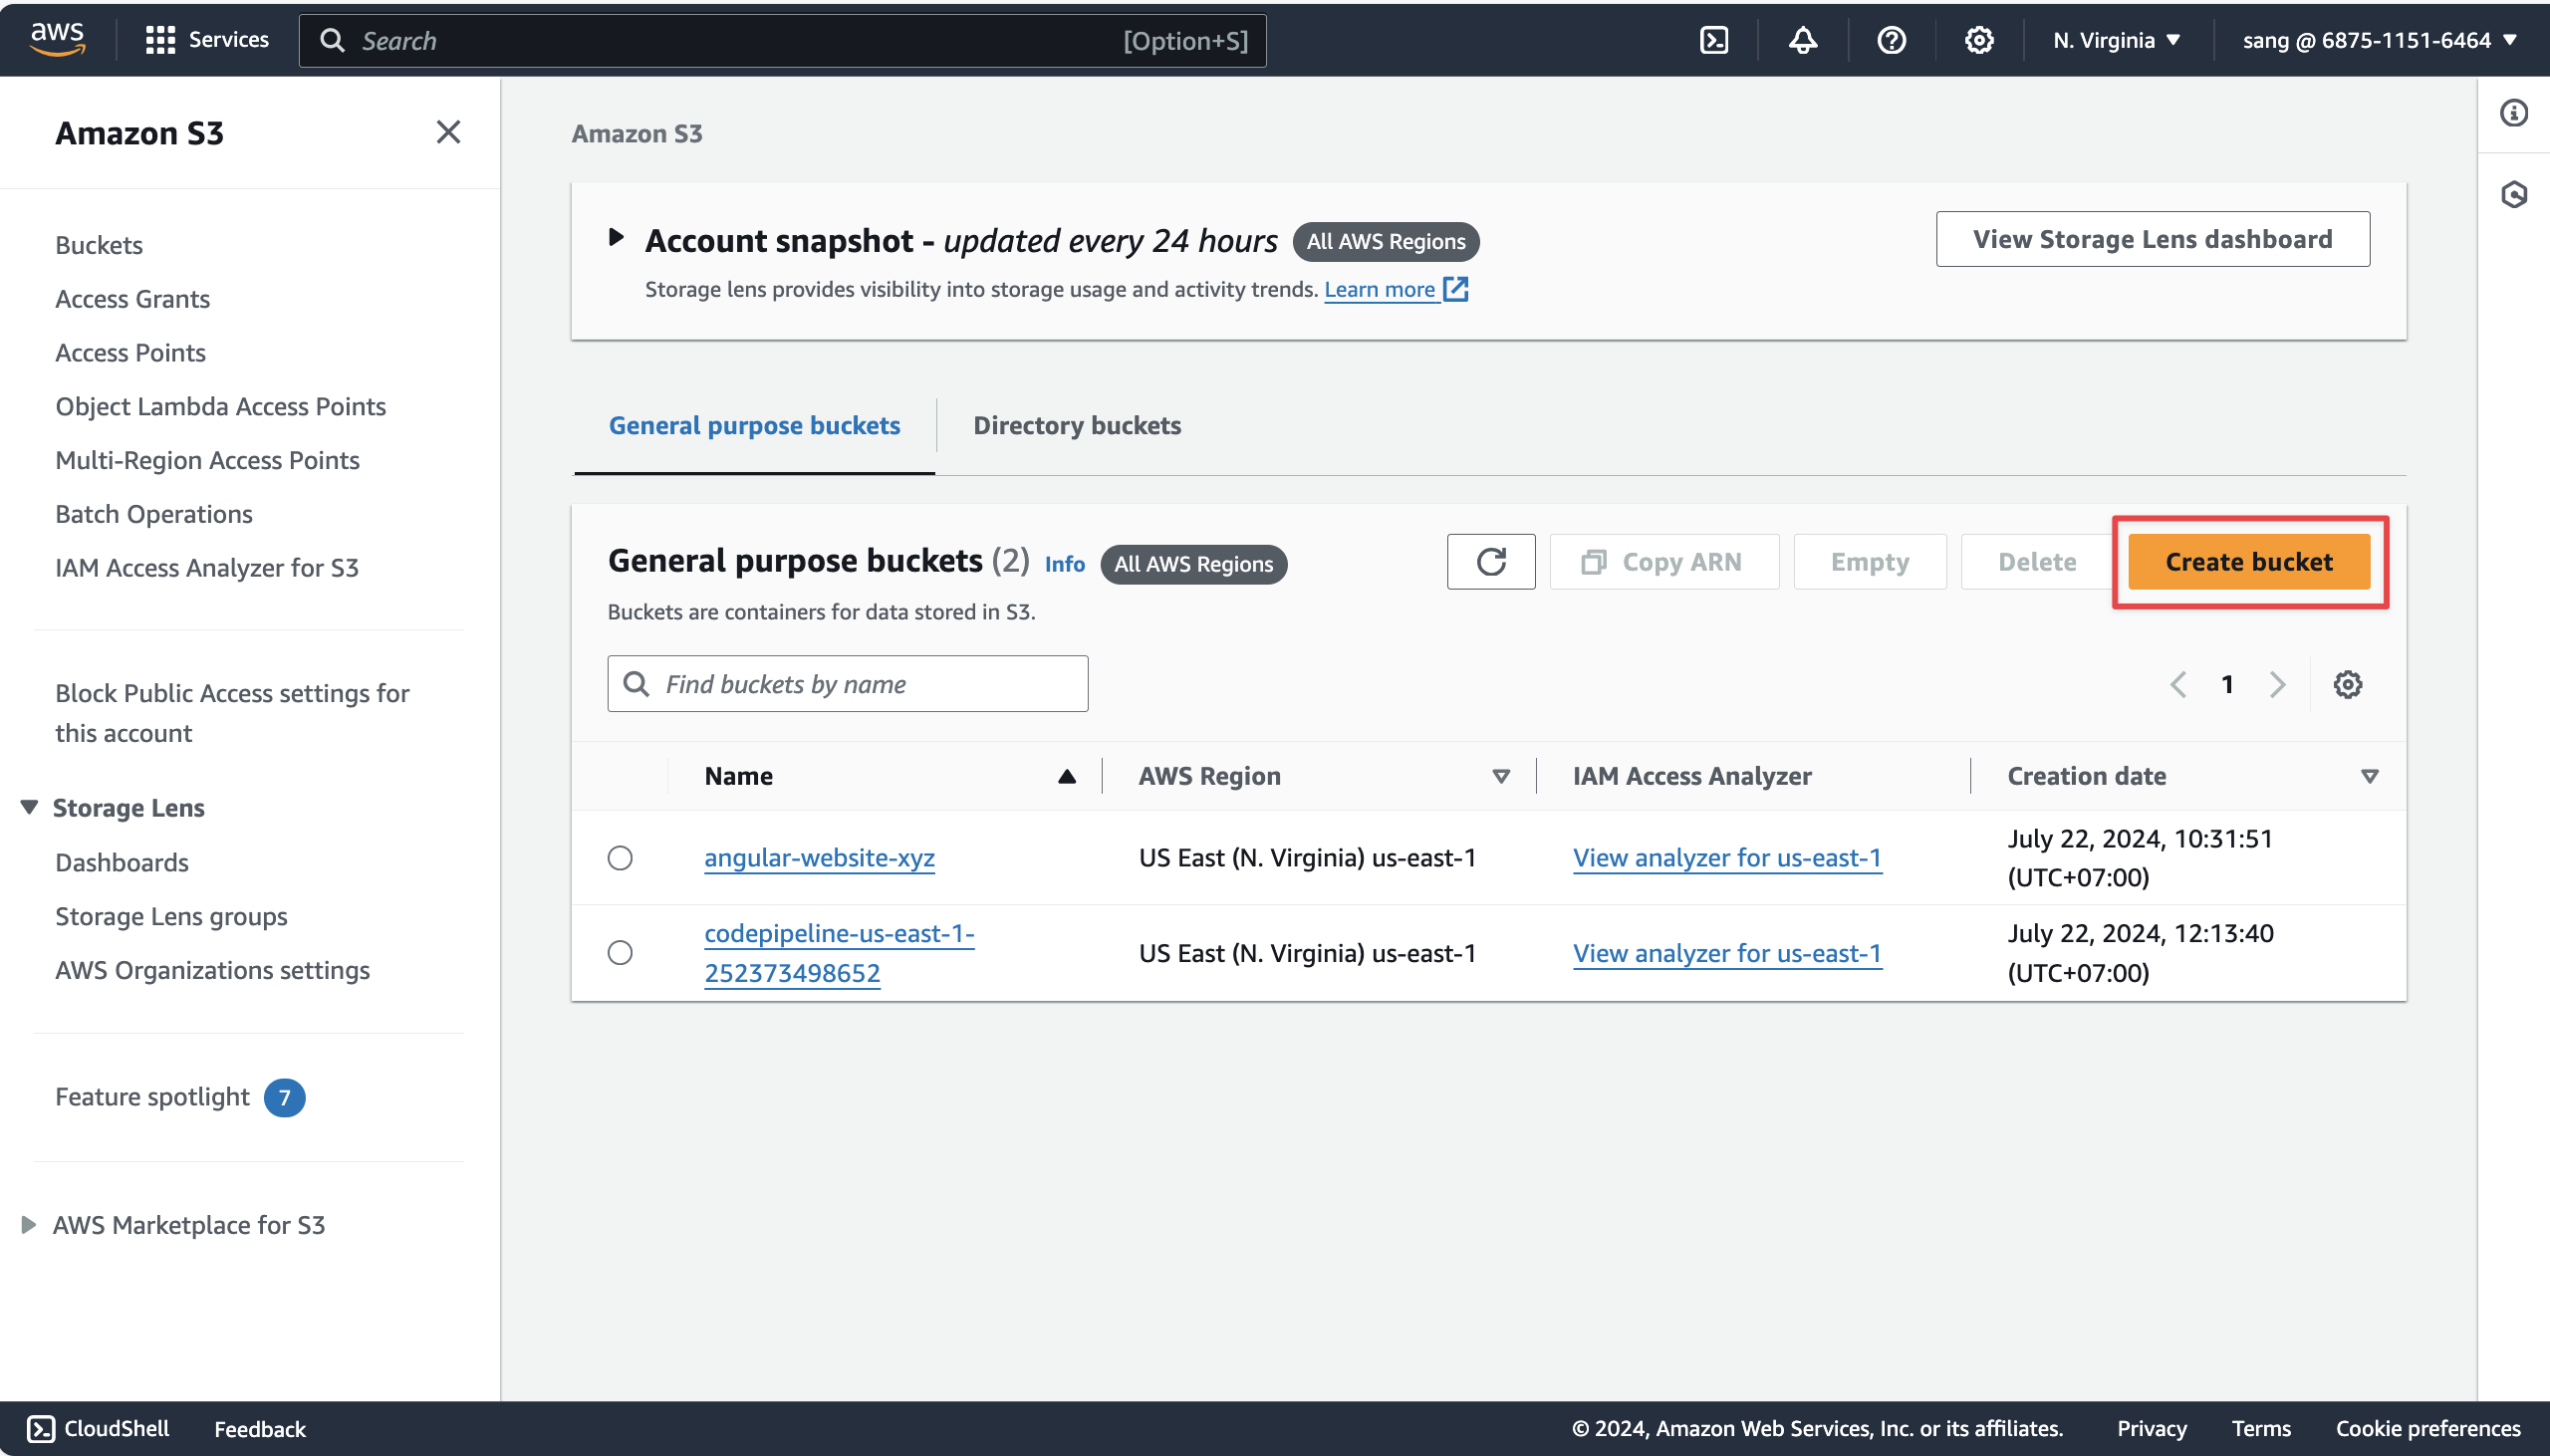 aws
Services
Search
[Option+S]
N. Virginia
sang @ 6875-1151-6464
Amazon S3
Buckets
Access Grants
Access Points
Object Lambda Access Points
Multi-Region Access Points
Batch Operations
IAM Access Analyzer for S3
Block Public Access settings for
this account
Storage Lens
Dashboards
Storage Lens groups
AWS Organizations settings
Feature spotlight 7
AWS Marketplace for S3
Amazon S3
Account snapshot - updated every 24 hours All AWS Regions
View Storage Lens dashboard
Storage lens provides visibility into storage usage and activity trends. Learn more
General purpose buckets
Directory buckets
General purpose buckets (2) Info All AWS Regions
Copy ARN
Empty
Delete
Create bucket
Buckets are containers for data stored in S3.
Find buckets by name
1
Name
AWS Region
IAM Access Analyzer
Creation date
angular-website-xyz
US East (N. Virginia) us-east-1
View analyzer for us-east-1
July 22, 2024, 10:31:51
(UTC+07:00)
codepipeline-us-east-1-
252373498652
US East (N. Virginia) us-east-1
View analyzer for us-east-1
July 22, 2024, 12:13:40
(UTC+07:00)
CloudShell
Feedback
© 2024, Amazon Web Services, Inc. or its affiliates.
Privacy
Terms
Cookie preferences